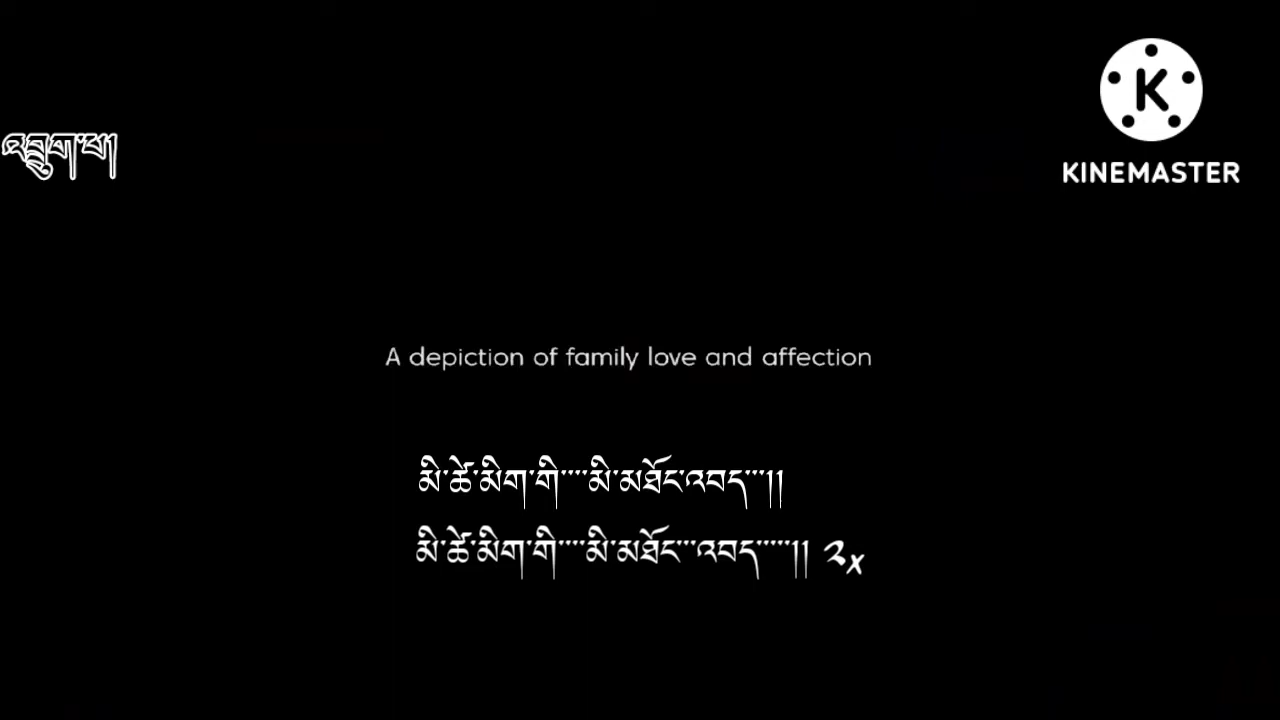 K
KINEMASTER
འབྲུག་པ།
A depiction of family love and affection
མི་ཚེ་མིག་གི་་་་མི་མཐོང་འབད་་་།།
མི་ཚེ་མིག་གི་་་་མི་མཐོང་་་འབད་་་་་།། ༢x